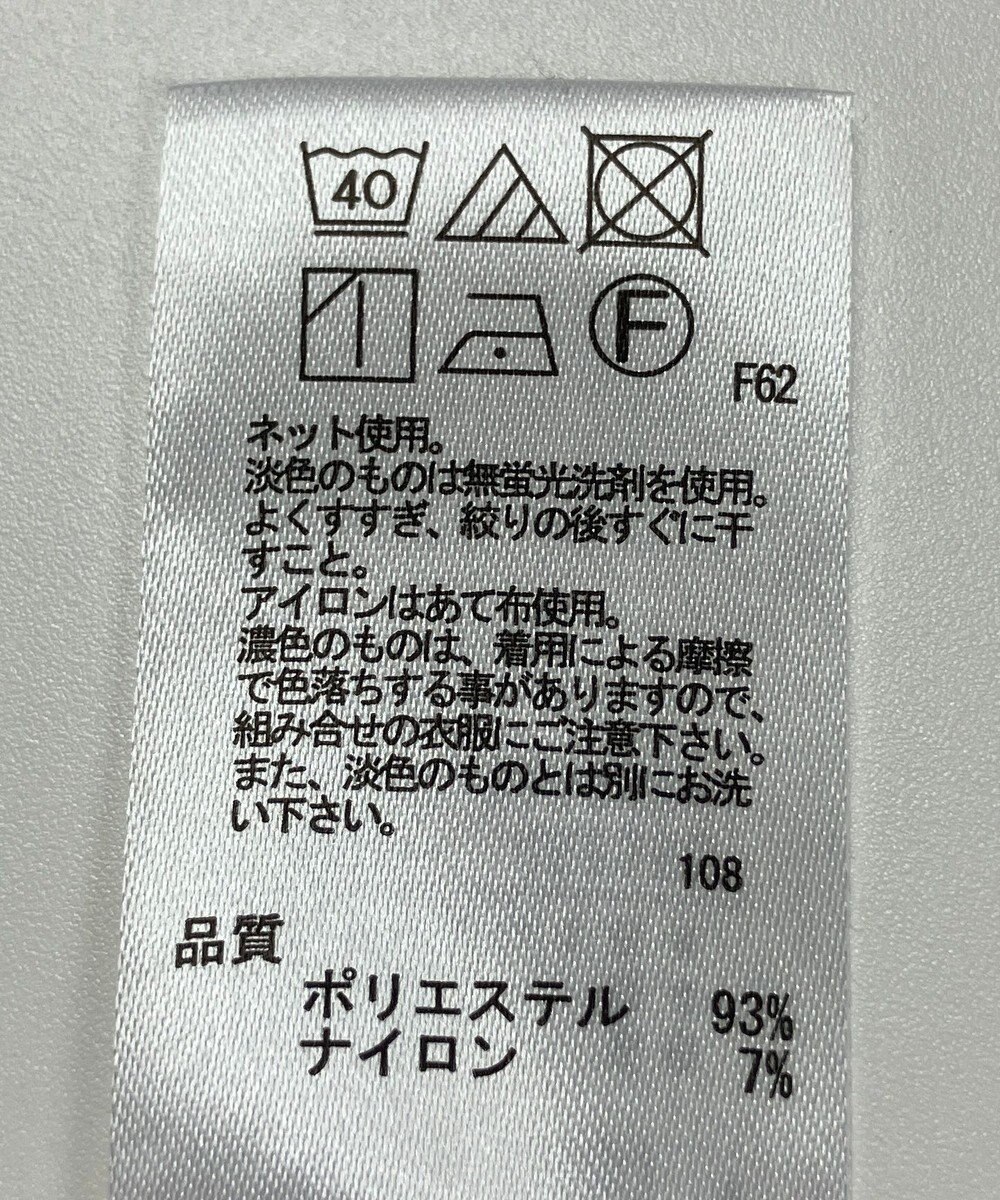 40
F
F62
ネット使用。
淡色のものは無蛍光洗剤を使用。
よくすすぎ、絞りの後すぐに干
すこと。
アイロンはあて布使用。
濃色のものは、着用による摩擦
で色落ちする事がありますので、
組み合せの衣服にご注意下さい。
また、淡色のものとは別にお洗
い下さい。
108
品質
ポリエステル 93%
ナイロン 7%